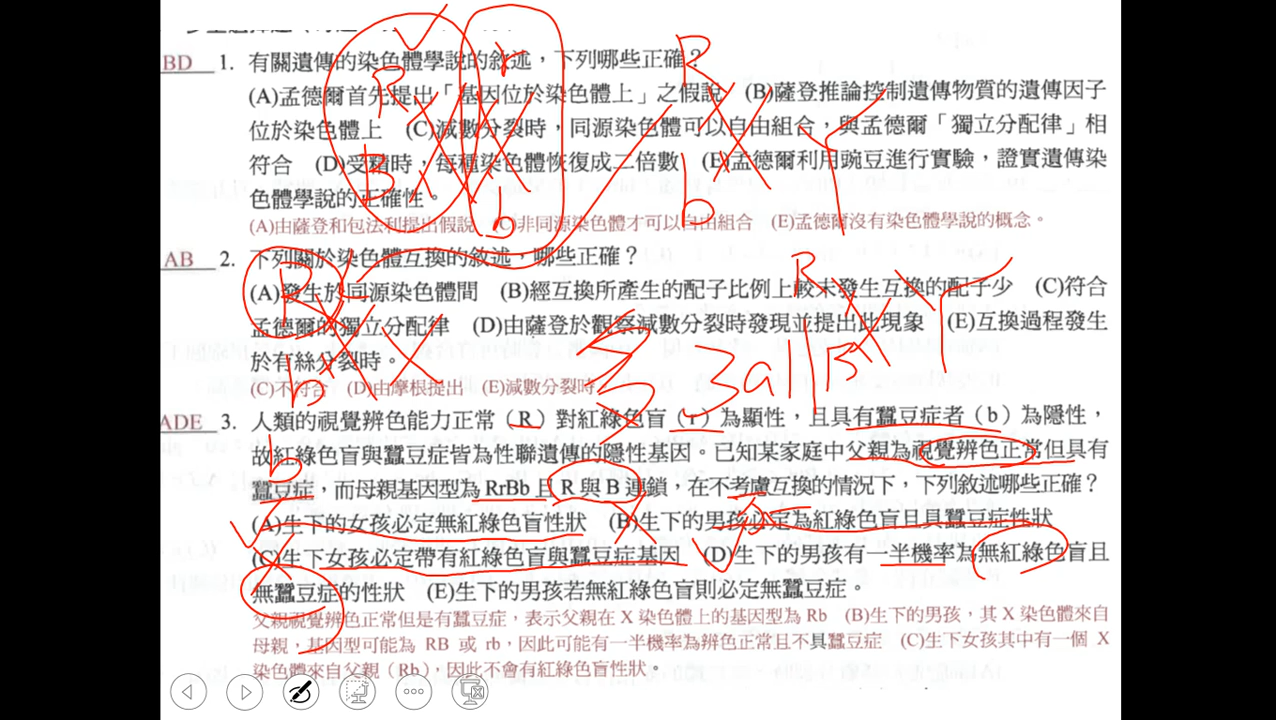 BD 1. 有關遺傳的染色體學說的敘述，下列哪些正確？
(A)孟德爾首先提出「基因位於染色體上」之假說 (B)薩登推論控制遺傳物質的遺傳因子
位於染色體上 (C)減數分裂時，同源染色體可以自由組合，與孟德爾「獨立分配律」相
符合 (D)受精時，每種染色體恢復成二倍數 (E)孟德爾利用豌豆進行實驗，證實遺傳染
色體學說的正確性。
(A)由薩登和包法利提出假說 (C)非同源染色體才可以自由組合 (E)孟德爾沒有染色體學說的概念。
AB 2. 下列關於染色體互換的敘述，哪些正確？
(A)發生於同源染色體間 (B)經互換所產生的配子比例上較未發生互換的配子少 (C)符合
孟德爾的獨立分配律 (D)由薩登於觀察減數分裂時發現並提出此現象 (E)互換過程發生
於有絲分裂時。
(C)不符合 (D)由摩根提出 (E)減數分裂時
ADE 3. 人類的視覺辨色能力正常（R）對紅綠色盲（r）為顯性，且具有蠶豆症者（b）為隱性，
故紅綠色盲與蠶豆症皆為性聯遺傳的隱性基因。已知某家庭中父親為視覺辨色正常但具有
蠶豆症，而母親基因型為 RrBb 且 R 與 B 連鎖，在不考慮互換的情況下，下列敘述哪些正確？
(A)生下的女孩必定無紅綠色盲性狀 (B)生下的男孩必定為紅綠色盲且具蠶豆症性狀
(C)生下女孩必定帶有紅綠色盲與蠶豆症基因 (D)生下的男孩有一半機率為無紅綠色盲且
無蠶豆症的性狀 (E)生下的男孩若無紅綠色盲則必定無蠶豆症。
父親視覺辨色正常但是有蠶豆症，表示父親在 X 染色體上的基因型為 Rb (B)生下的男孩，其 X 染色體來自
母親，基因型可能為 RB 或 rb，因此可能有一半機率為辨色正常且不具蠶豆症 (C)生下女孩其中有一個 X
染色體來自父親（Rb），因此不會有紅綠色盲性狀。
R r R
B b b
Y
R
B
Y